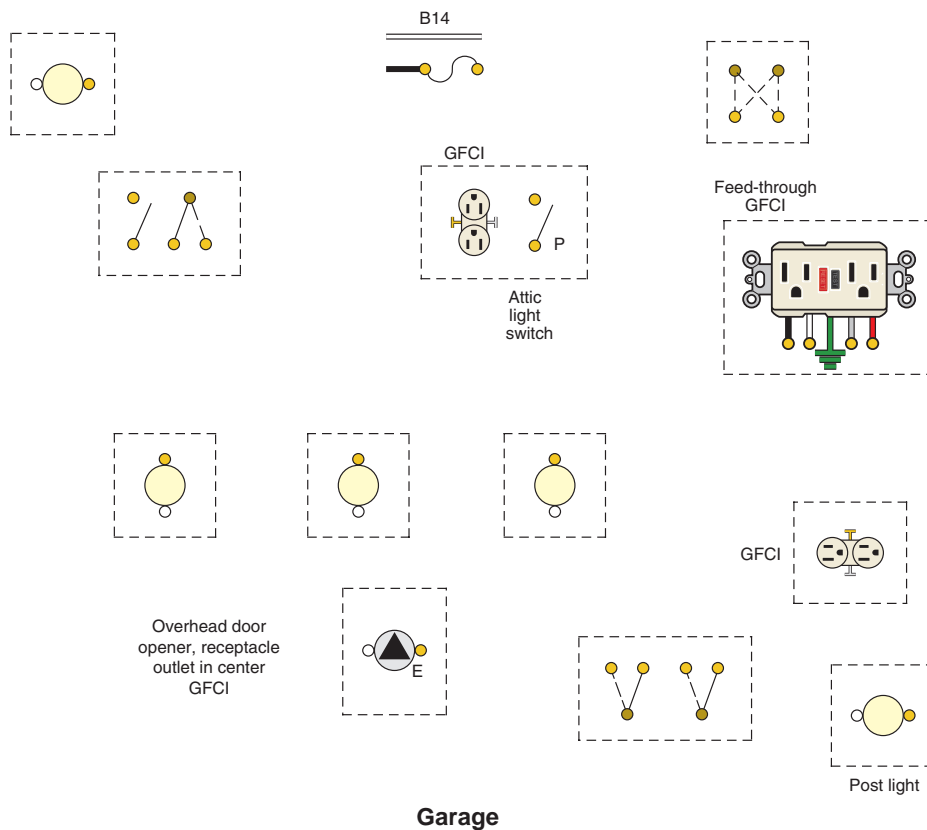 B14
GFCI
P
Attic
light
switch
Feed-through
GFCI
GFCI
Overhead door
opener, receptacle
outlet in center
GFCI
E
Post light
Garage